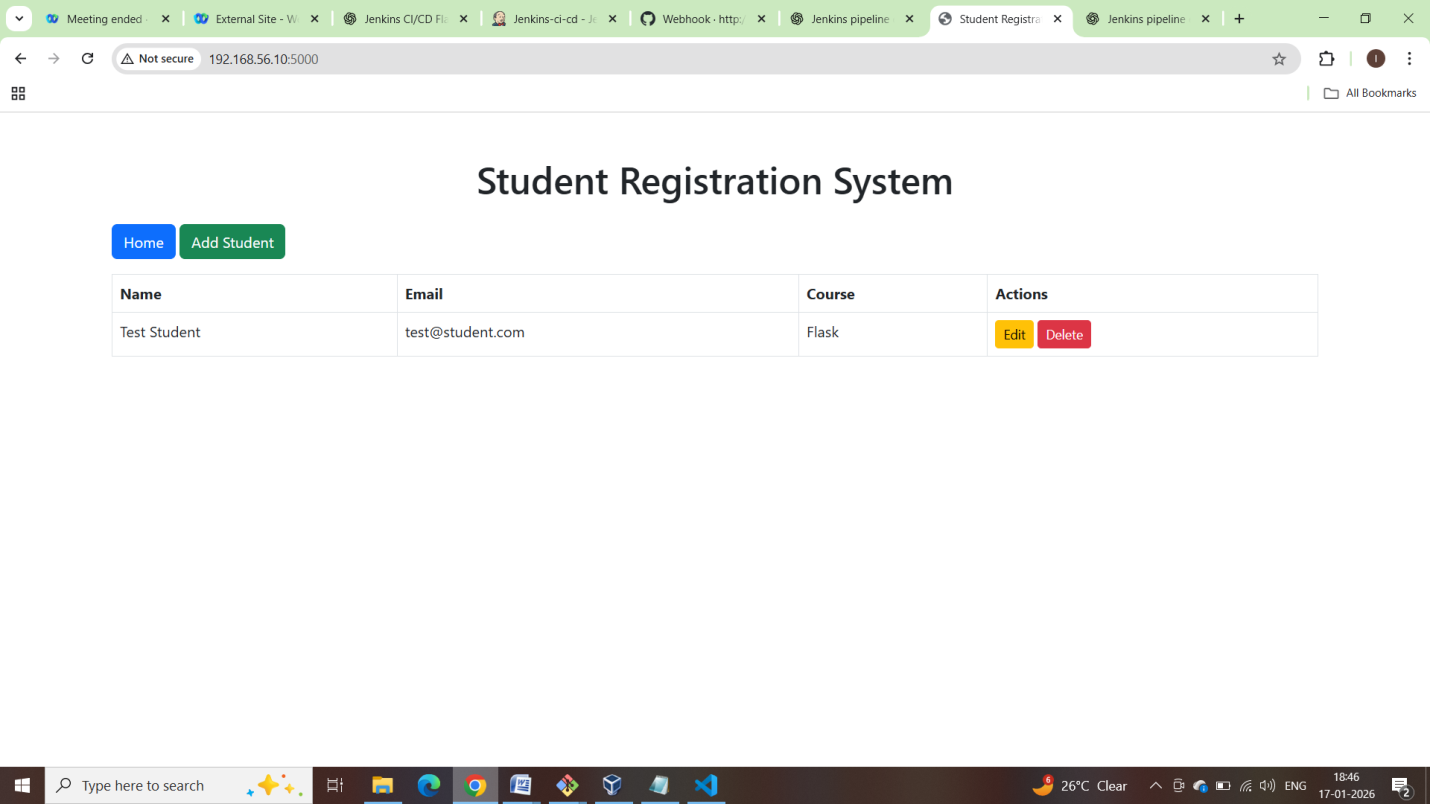 Meeting ended
External Site - W
Jenkins CI/CD Fl
Jenkins-ci-cd - Je
Webhook · http:/
Jenkins pipeline
Student Registra
Jenkins pipeline
Not secure
192.168.56.10:5000
I
All Bookmarks
Student Registration System
Home
Add Student
Name Email Course Actions
Test Student test@student.com Flask Edit Delete
Type here to search
6
26°C Clear
ENG
18:46
17-01-2026
2